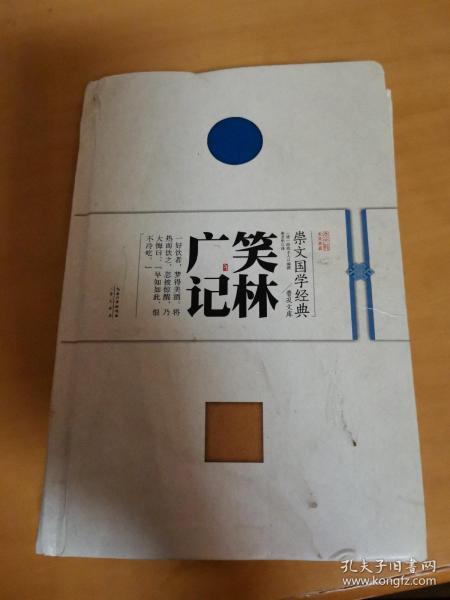 崇文国学经典
普及文库
笑林
广记
一好饮者，梦得美酒，将
热而饮之，忽被惊醒，乃
大悔曰：「早知如此，恨
不冷吃。」
孔夫子旧书网
www.kongfz.com